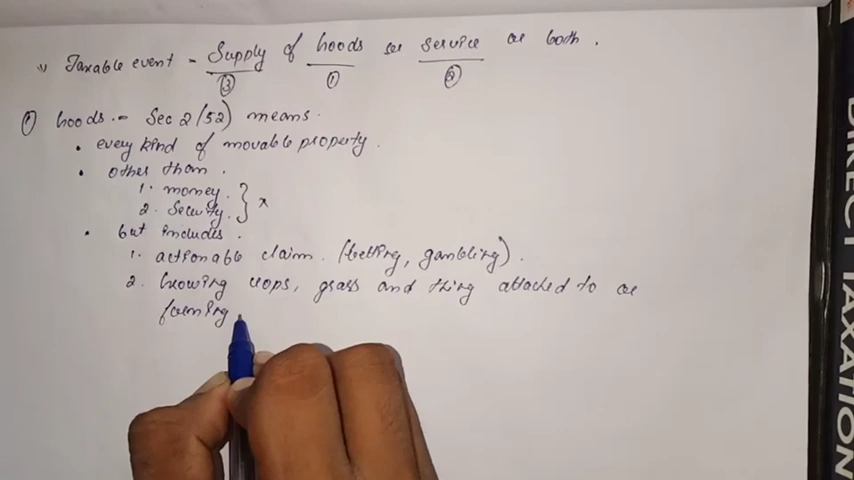 1) Taxable event - Supply of Goods or service or both.
③ ① ②
① Goods - Sec 2 (52) means.
• every kind of movable property.
• other than.
1. money. } x
2. Security.
• but includes.
1. actionable claim. (betting, gambling).
2. Growing crops, grass and thing attached to or
forming
DIRECT TAXATION